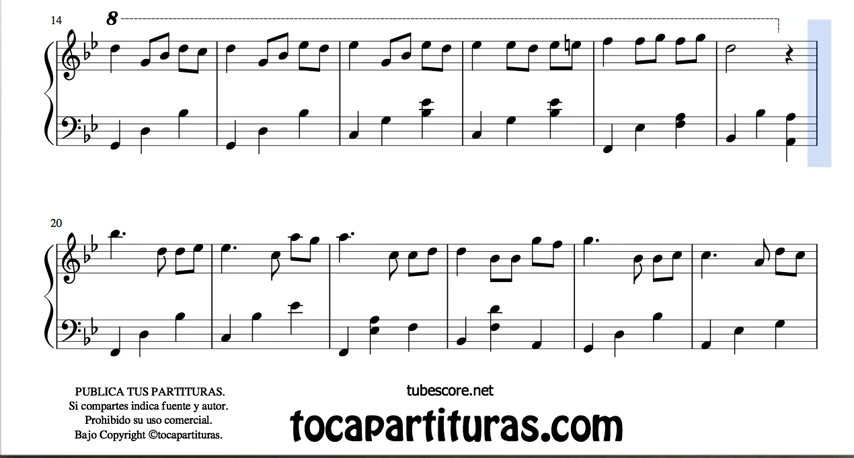 14
8
20
PUBLICA TUS PARTITURAS.
Si compartes indica fuente y autor.
Prohibido su uso comercial.
Bajo Copyright ©tocapartituras.
tubescore.net
tocapartituras.com